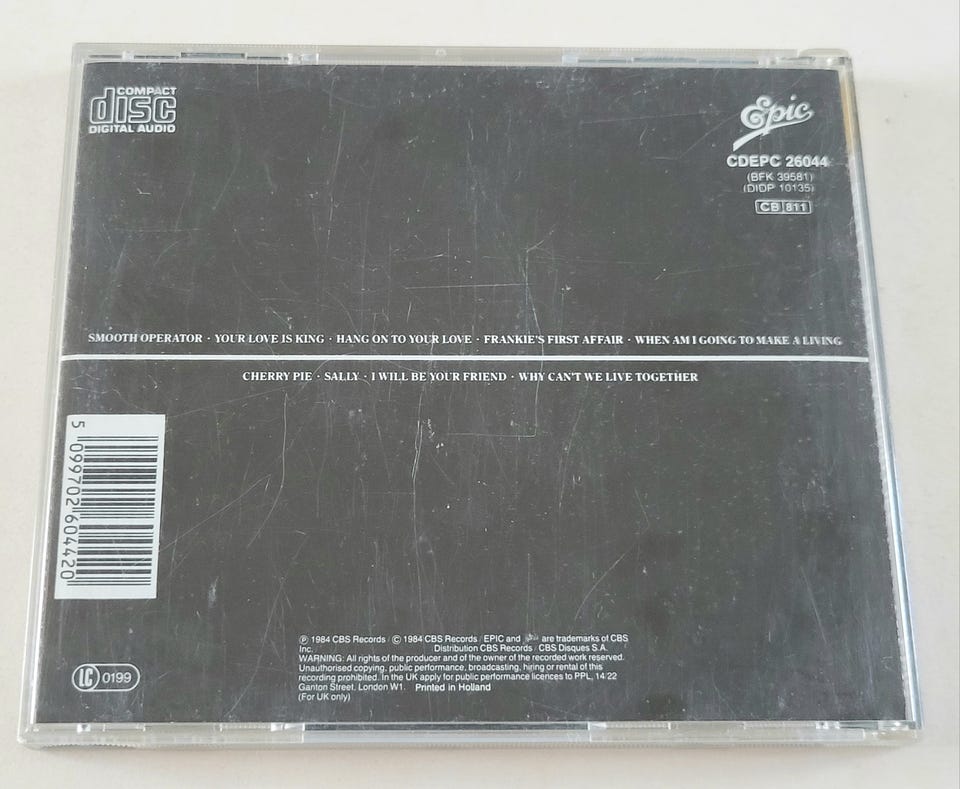 COMPACT
disc
DIGITAL AUDIO
Epic
CDEPC 26044
(BFK 39581)
(DIDP 10135)
CB 811
SMOOTH OPERATOR · YOUR LOVE IS KING · HANG ON TO YOUR LOVE · FRANKIE'S FIRST AFFAIR · WHEN AM I GOING TO MAKE A LIVING
CHERRY PIE · SALLY · I WILL BE YOUR FRIEND · WHY CAN'T WE LIVE TOGETHER
5 099702 604420
℗ 1984 CBS Records / © 1984 CBS Records / EPIC and Epic are trademarks of CBS
Inc. Distribution CBS Records / CBS Disques S.A.
WARNING: All rights of the producer and of the owner of the recorded work reserved.
Unauthorised copying, public performance, broadcasting, hiring or rental of this
recording prohibited. In the UK apply for public performance licences to PPL, 14/22
Ganton Street, London W1. Printed in Holland
(For UK only)
LC 0199